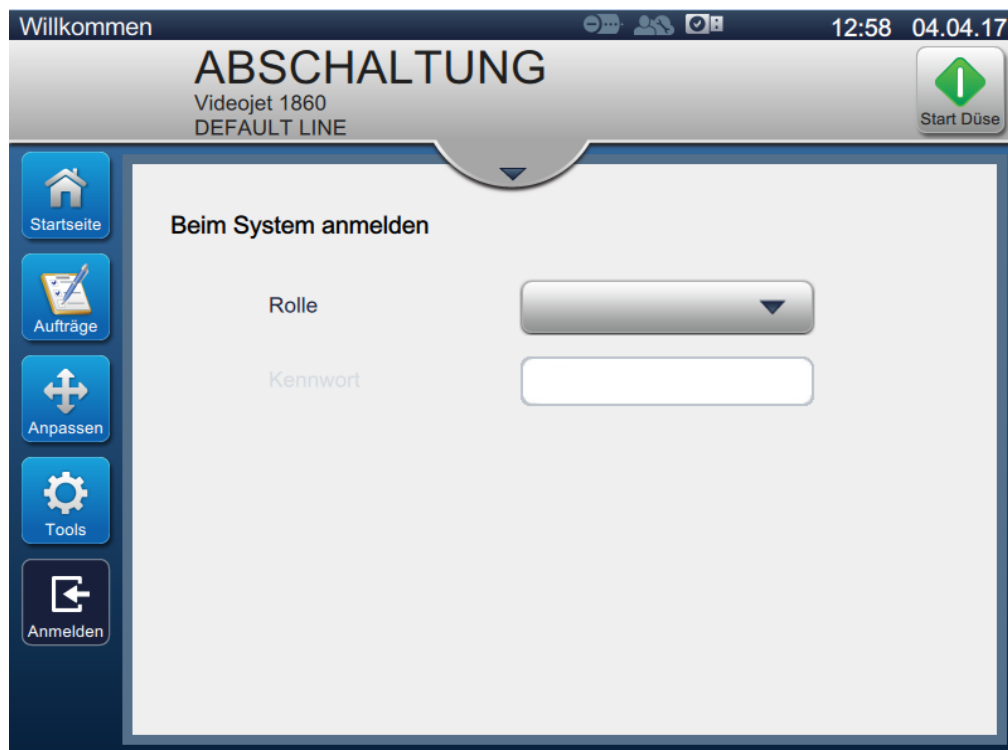 Willkommen 12:58 04.04.17
ABSCHALTUNG
Videojet 1860
DEFAULT LINE
Start Düse
Startseite
Aufträge
Anpassen
Tools
Anmelden
Beim System anmelden
Rolle
Kennwort